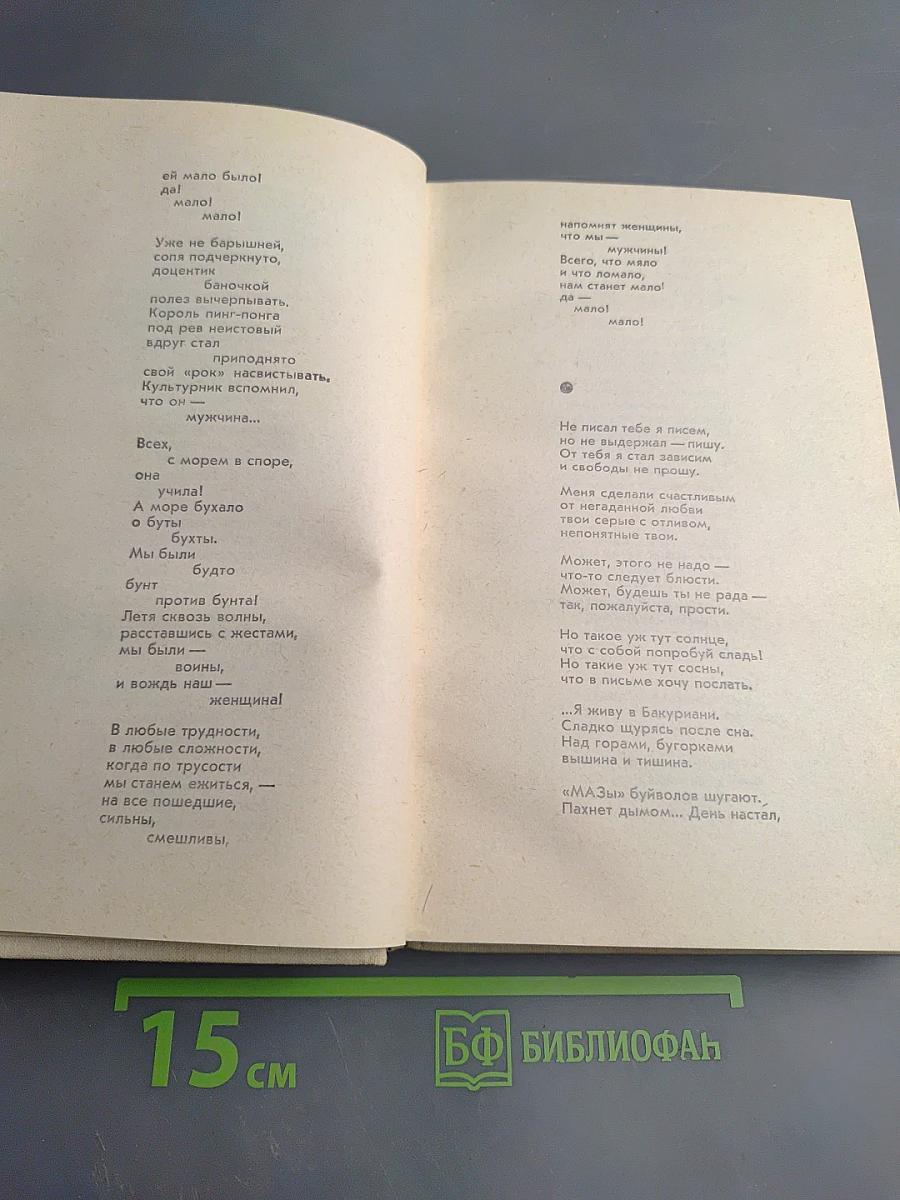 ей мало было!
да!
мало!
мало!
Уже не барышней,
сопя подчеркнуто,
доцентик
баночкой
полез вычерпывать.
Король пинг-понга
под рев неистовый
вдруг стал
приподнято
свой «рок» насвистывать.
Культурник вспомнил,
что он —
мужчина...
Всех,
с морем в споре,
она
учила!
А море бухало
о буты
бухты.
Мы были
будто
бунт
против бунта!
Летя сквозь волны,
расставшись с жестами,
мы были —
воины,
и вождь наш —
женщина!
В любые трудности,
в любые сложности,
когда по трусости
мы станем ежиться, —
на все пошедшие,
сильны,
смешливы,
напомнят женщины,
что мы —
мужчины!
Всего, что мяло
и что ломало,
нам станет мало!
да —
мало!
мало!
Не писал тебе я писем,
но не выдержал — пишу.
От тебя я стал зависим
и свободы не прошу.
Меня сделали счастливым
от негаданной любви
твои серые с отливом,
непонятные твои.
Может, этого не надо —
что-то следует блюсти.
Может, будешь ты не рада —
так, пожалуйста, прости.
Но такое уж тут солнце,
что с собой попробуй сладь!
Но такие уж тут сосны,
что в письме хочу послать.
...Я живу в Бакуриани.
Сладко щурясь после сна.
Над горами, бугорками
вышина и тишина.
«МАЗы» буйволов шугают.
Пахнет дымом... День настал,
15 см
БФ БИБЛИОФАН